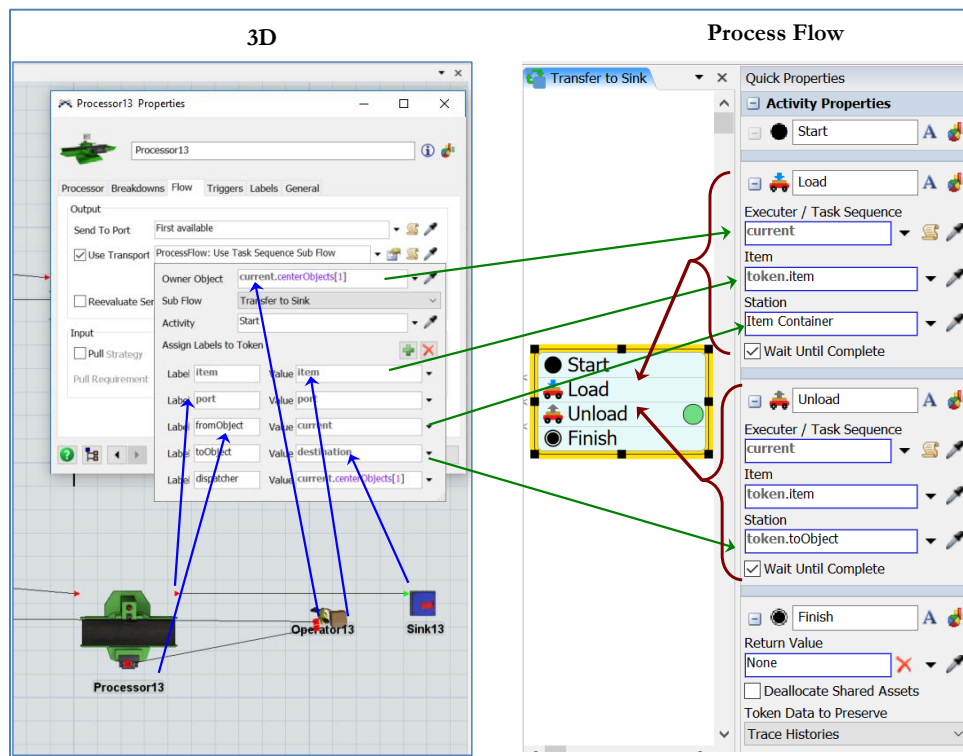 3D
Process Flow
Processor13 Properties
Processor13
Processor Breakdowns Flow Triggers Labels General
Output
Send To Port First available
Use Transport ProcessFlow: Use Task Sequence Sub Flow
Owner Object current.centerObjects[1]
Reevaluate Sen
Sub Flow Transfer to Sink
Activity Start
Input
Assign Labels to Token
Pull Strategy
Label item Value item
Pull Requirement
Label port Value port
Label fromObject Value current
Label toObject Value destination
Label dispatcher Value current.centerObjects[1]
Operator13
Sink13
Processor13
Transfer to Sink
Start
Load
Unload
Finish
Quick Properties
Activity Properties
Start
Load
Executer / Task Sequence
current
Item
token.item
Station
Item Container
Wait Until Complete
Unload
Executer / Task Sequence
current
Item
token.item
Station
token.toObject
Wait Until Complete
Finish
Return Value
None
Deallocate Shared Assets
Token Data to Preserve
Trace Histories